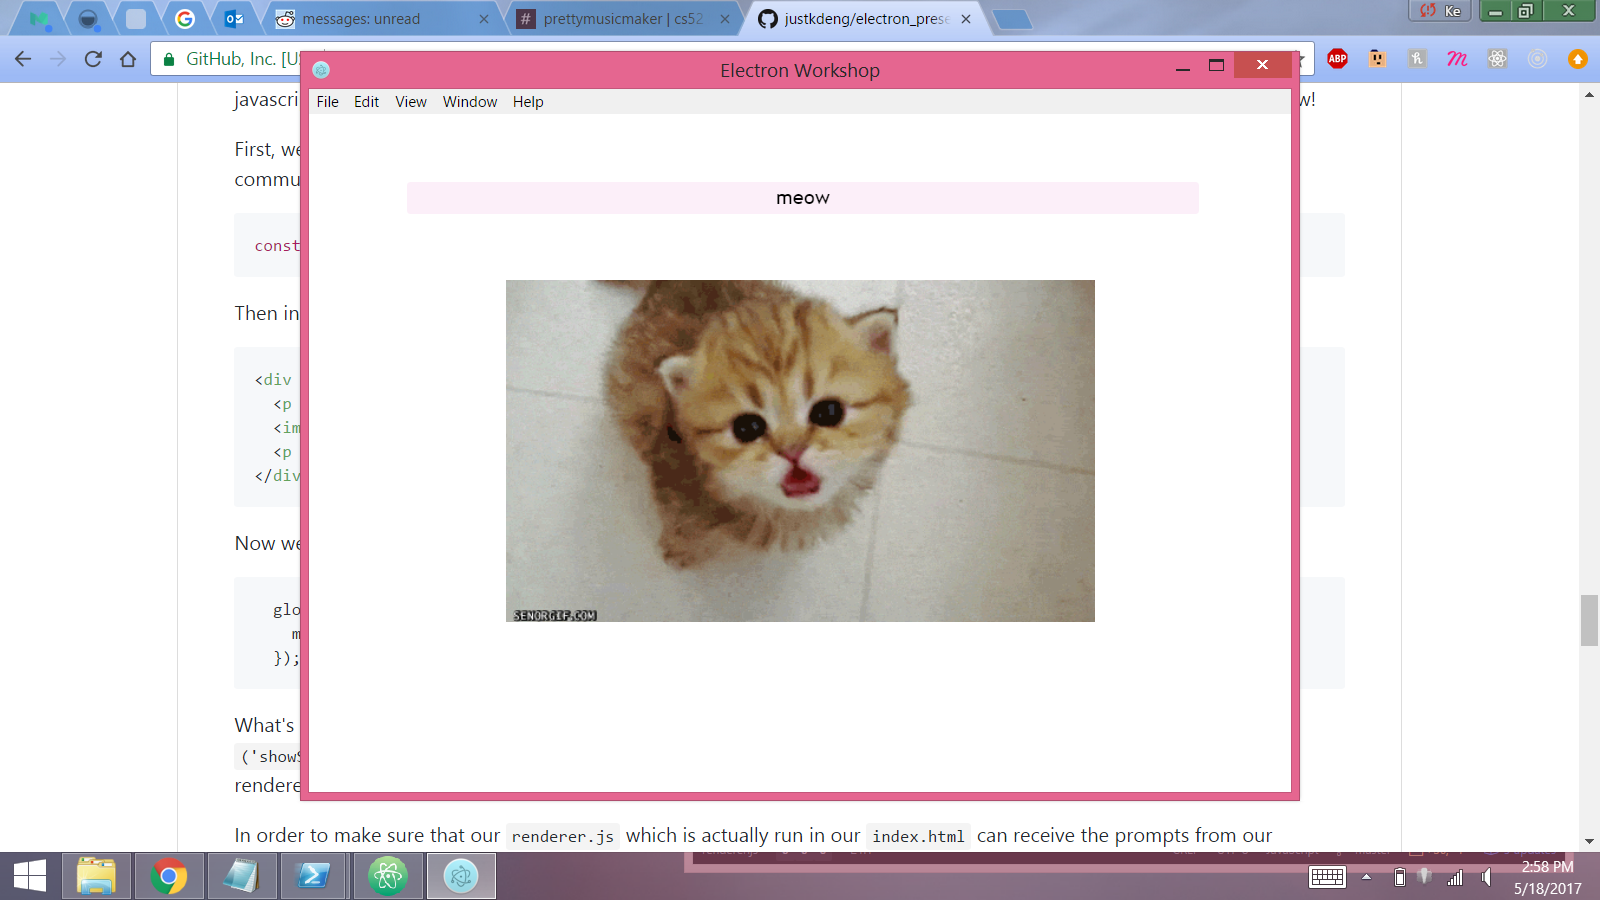 messages: unread
prettymusicmaker | cs52
justkdeng/electron_prese
Ke
GitHub, Inc. [U
ABP
Electron Workshop
File Edit View Window Help
javascri
w!
First, we
commu
meow
const
Then in
<div
<p
<im
<p
</div
SENORGIF.COM
Now we
glo
m
});
What's
('show
rendere
In order to make sure that our renderer.js which is actually run in our index.html can receive the prompts from our
2:58 PM
5/18/2017